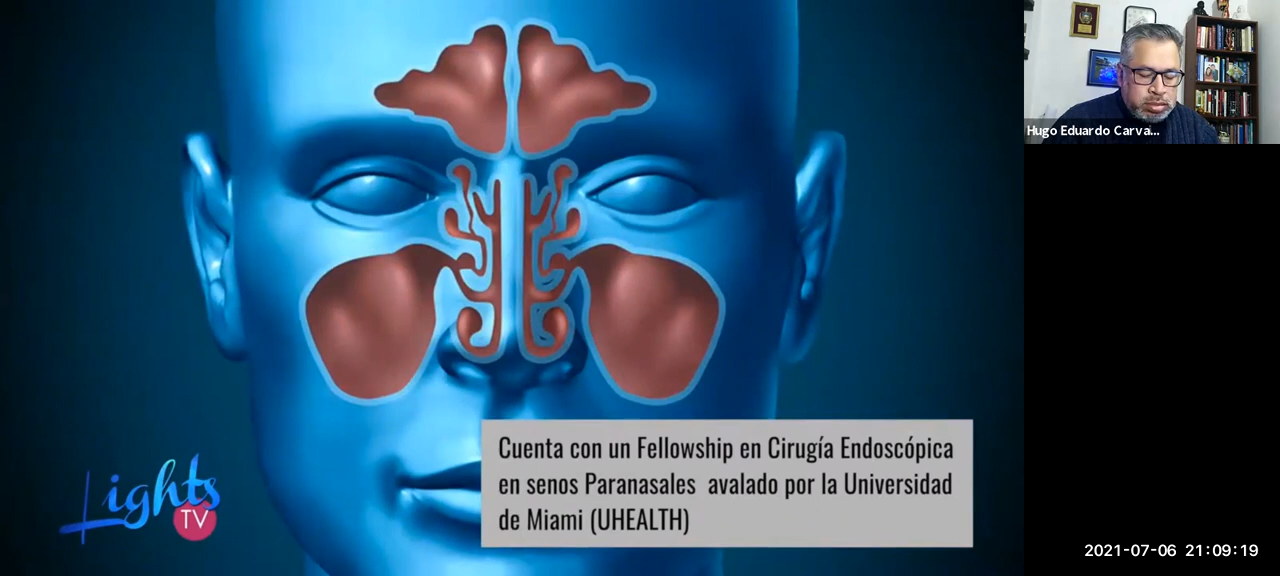 Hugo Eduardo Carva...
Cuenta con un Fellowship en Cirugía Endoscópica
en senos Paranasales avalado por la Universidad
de Miami (UHEALTH)
Lights
TV
2021-07-06 21:09:19